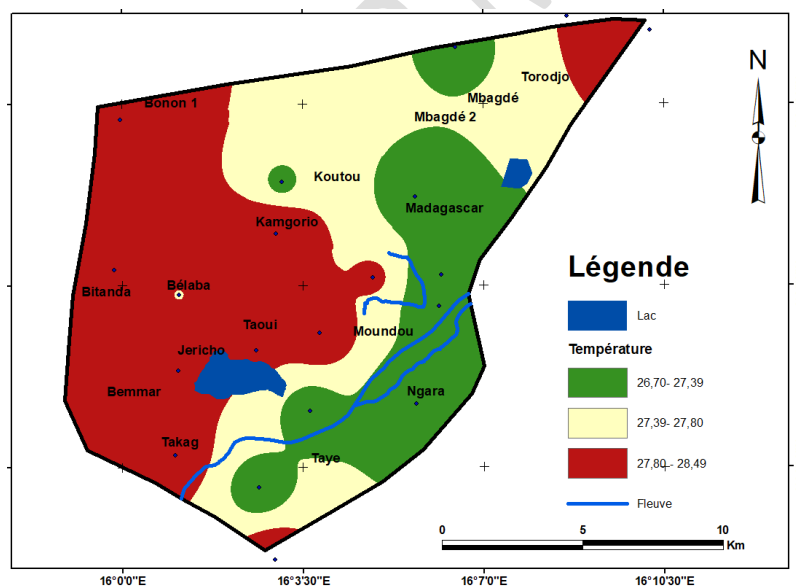 N
Torodjo
Bonon 1
Mbagdé
Mbagdé 2
Koutou
Madagascar
Kamgorio
Bitanda
Bélaba
Taoui
Moundou
Jericho
Bemmar
Ngara
Takag
Taye
Légende
Lac
Température
26,70- 27,39
27,39- 27,80
27,80 - 28,49
Fleuve
0 5 10
Km
16°0'0"E 16°3'30"E 16°7'0"E 16°10'30"E